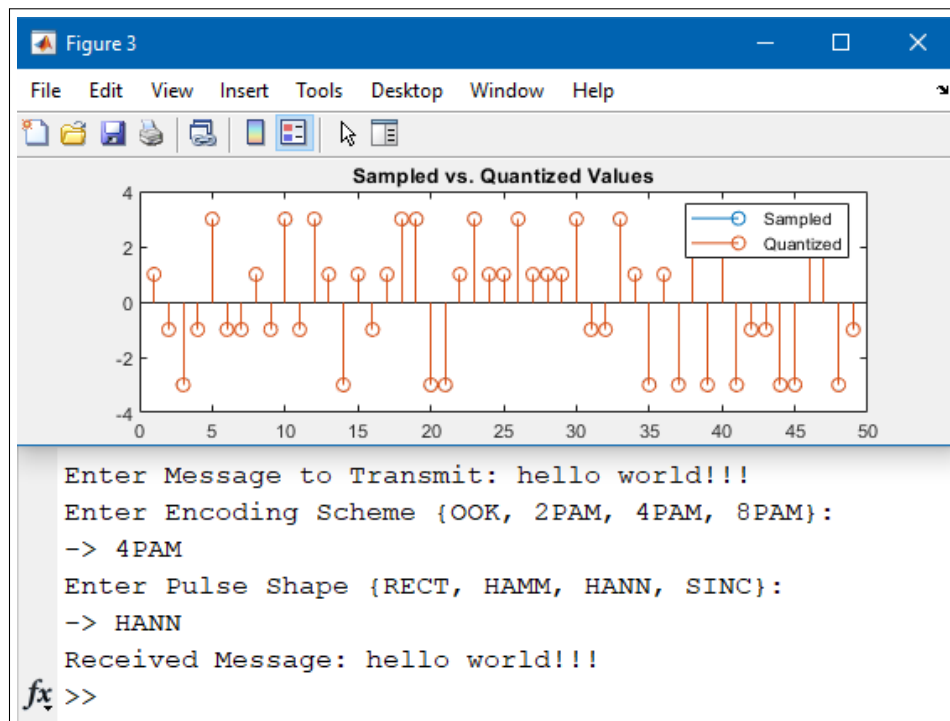 Figure 3
File Edit View Insert Tools Desktop Window Help
Sampled vs. Quantized Values
4
2
0
-2
-4
Sampled
Quantized
0 5 10 15 20 25 30 35 40 45 50
Enter Message to Transmit: hello world!!!
Enter Encoding Scheme {OOK, 2PAM, 4PAM, 8PAM}:
-> 4PAM
Enter Pulse Shape {RECT, HAMM, HANN, SINC}:
-> HANN
Received Message: hello world!!!
fx >>